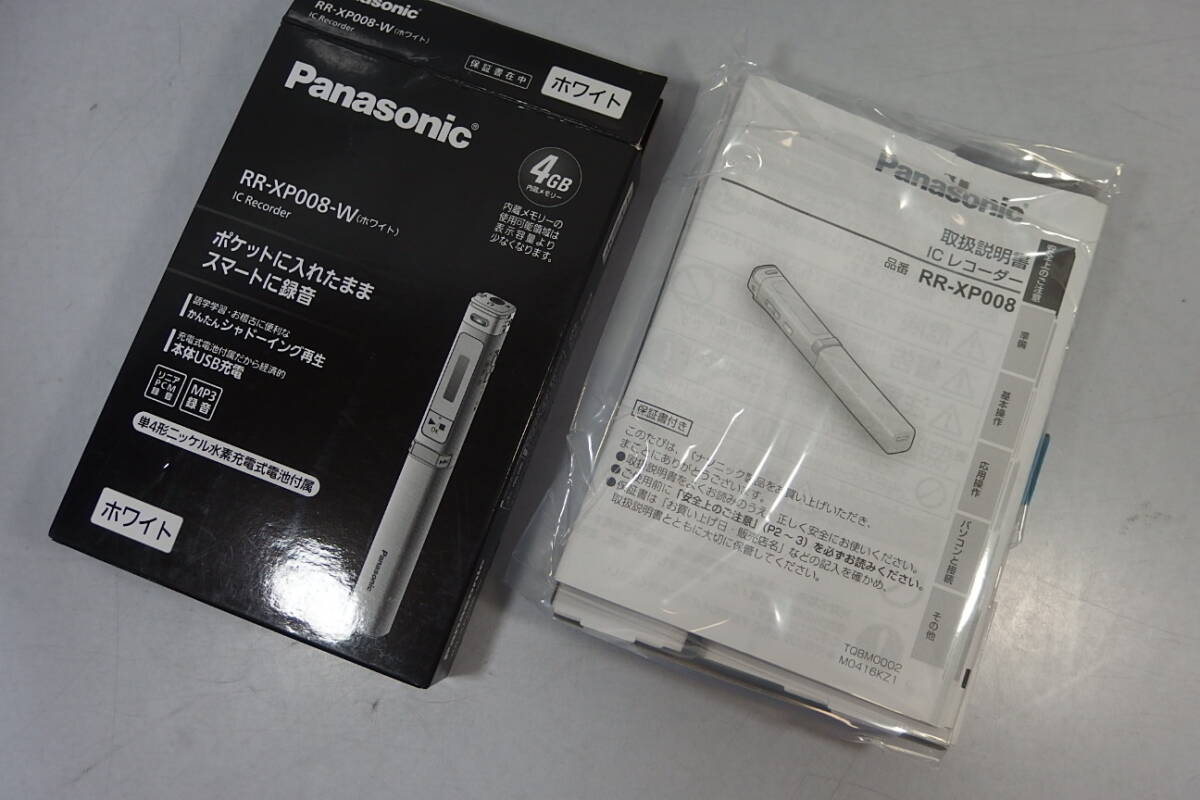 Panasonic
RR-XP008-W(ホワイト)
IC Recorder
保証書在中
ホワイト
Panasonic
4GB
内蔵メモリー
内蔵メモリーの
使用可能領域は
表示容量より
少なくなります。
RR-XP008-W(ホワイト)
IC Recorder
ポケットに入れたまま
スマートに録音
語学学習・お稽古に便利な
かんたんシャドーイング再生
充電式電池付属だから経済的
本体USB充電
リニア
PCM
録音
MP3
録音
単4形ニッケル水素充電式電池付属
ホワイト
OK
Panasonic
Panasonic
取扱説明書
ICレコーダー
品番 RR-XP008
安全上のご注意
準備
基本操作
応用操作
パソコンと接続
その他
保証書付き
このたびは、パナソニック製品をお買い上げいただき、
まことにありがとうございます。
●取扱説明書をよくお読みのうえ、正しく安全にお使いください。
●ご使用前に「安全上のご注意」(P2～3)を必ずお読みください。
●保証書は「お買い上げ日・販売店名」などの記入を確かめ、
取扱説明書とともに大切に保管してください。
TQBM0002
M0416KZ1